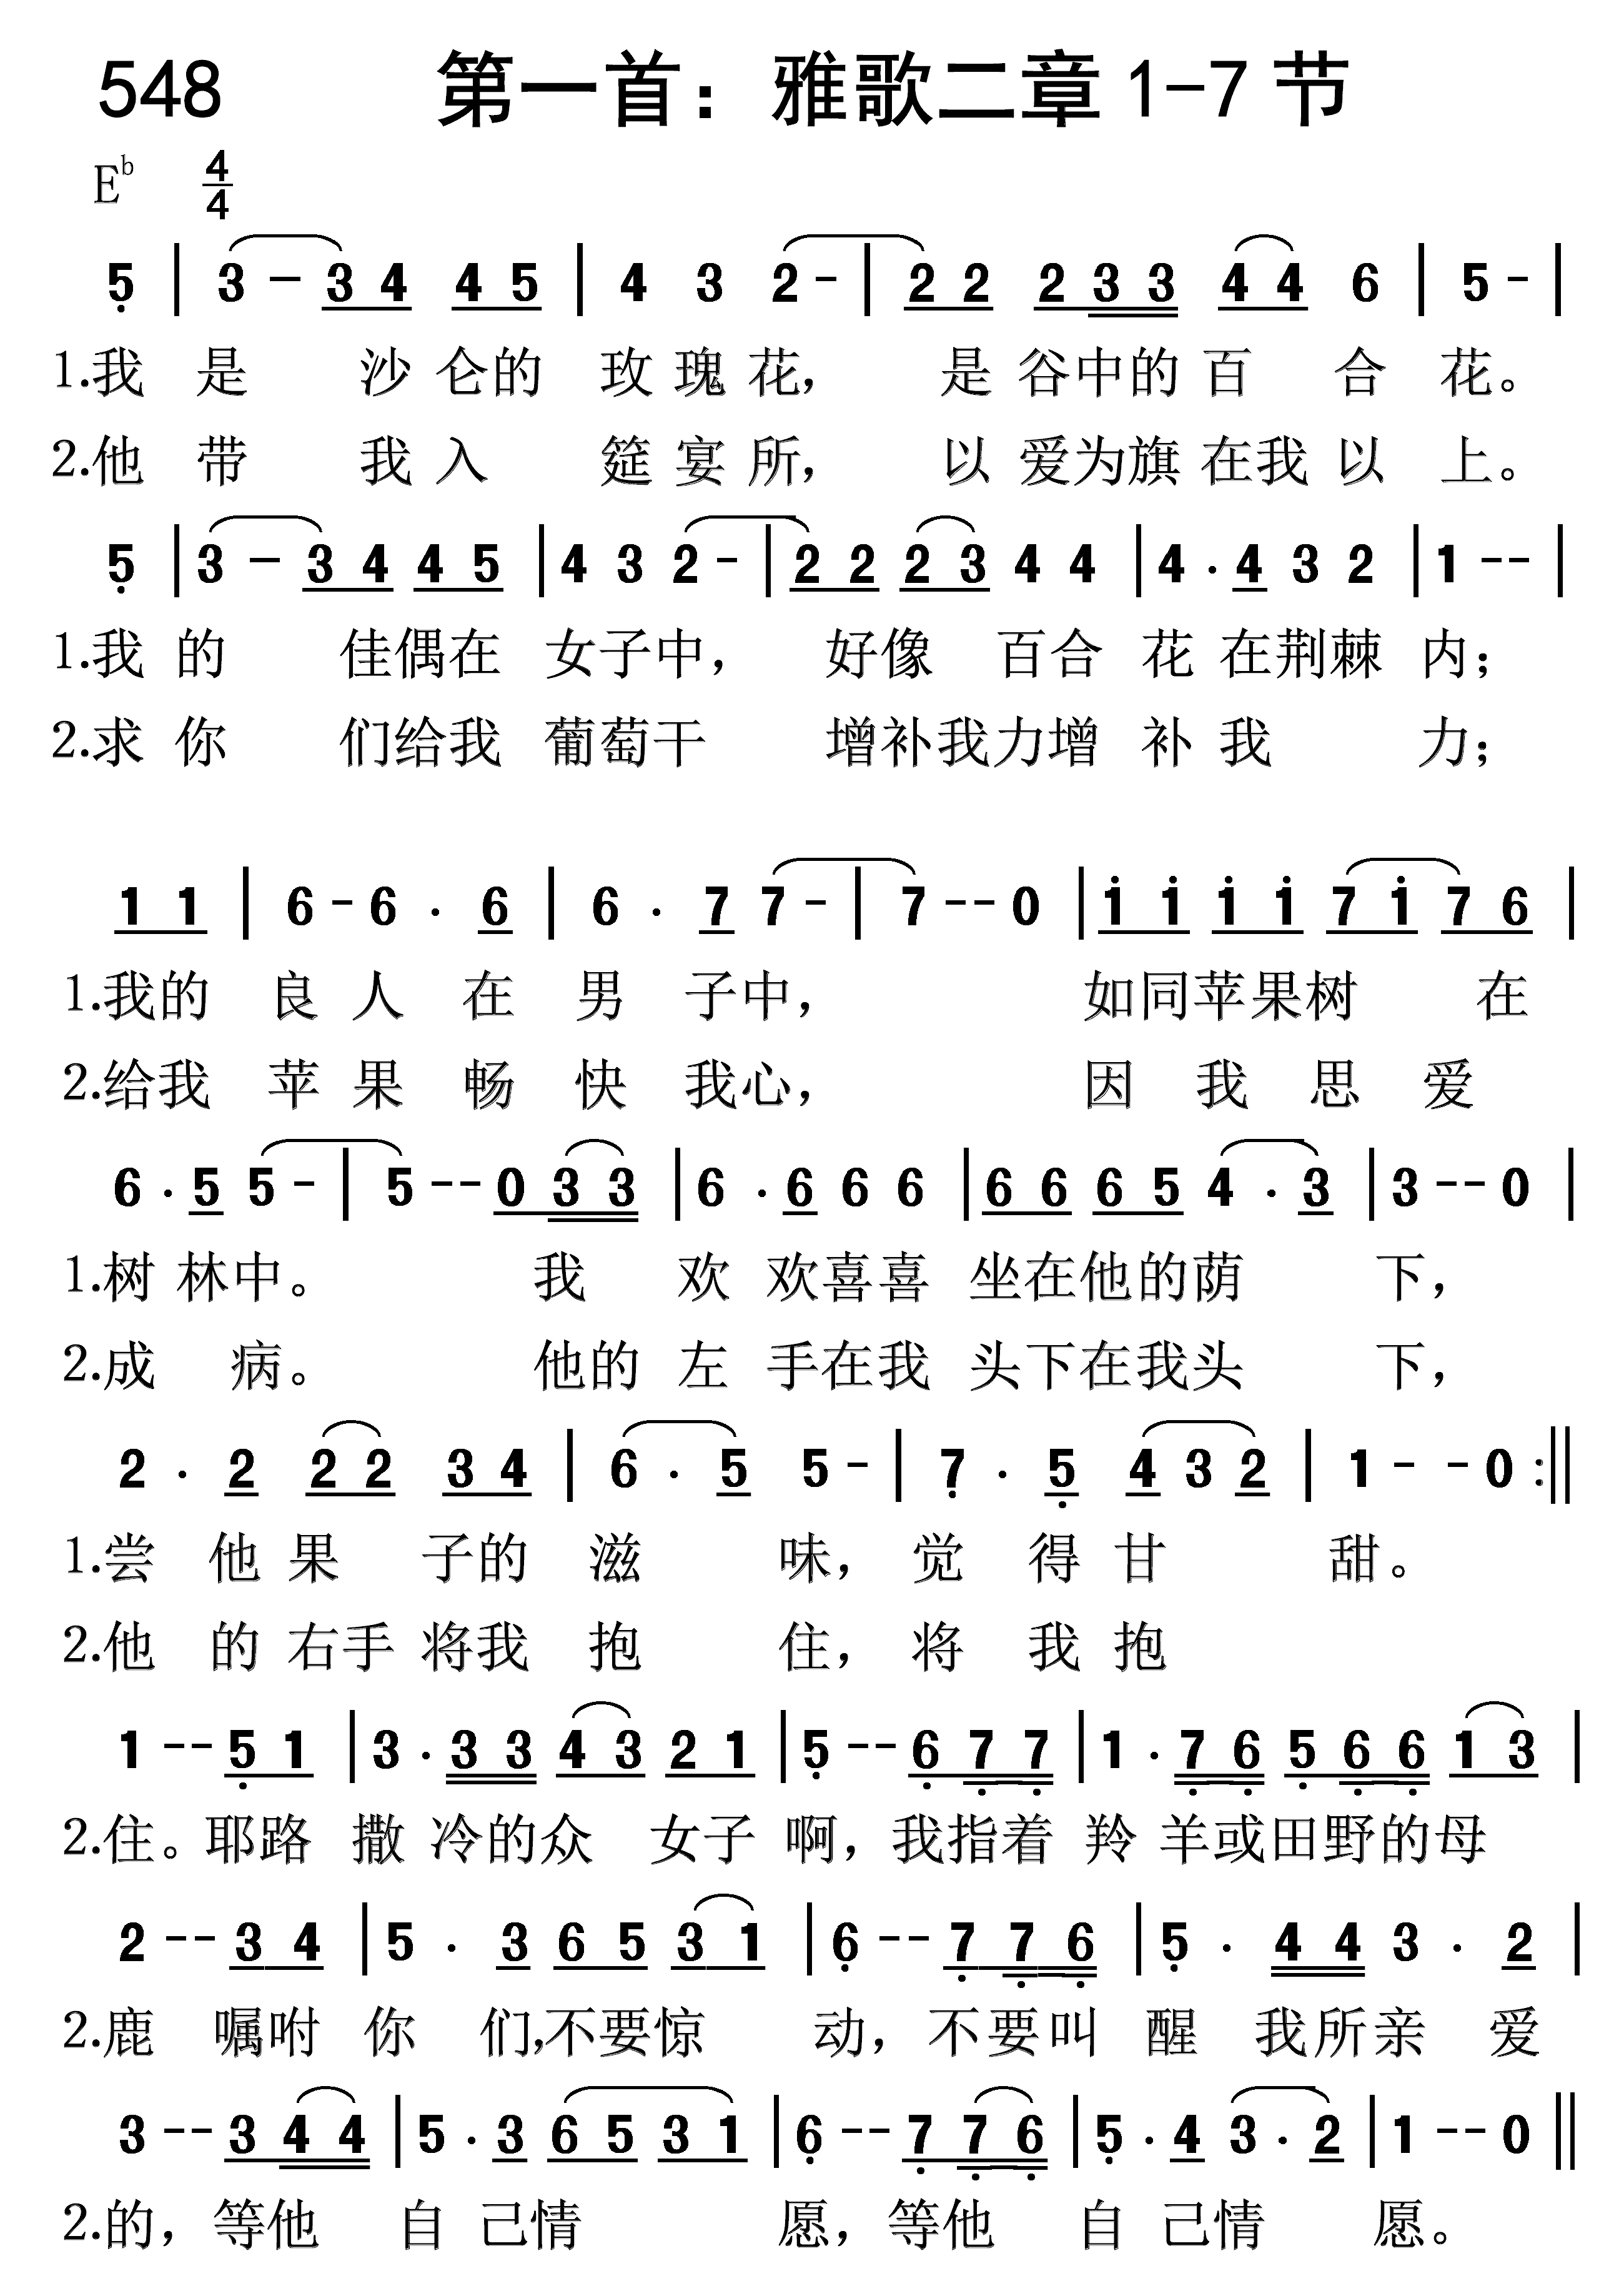 548 第一首：雅歌二章1-7节
E♭ 4/4
5̣ | 3 - 3 4 4 5 | 4 3 2 - | 2 2 2 3 3 4 4 6 | 5 - |
1.我 是 沙仑的 玫瑰花， 是谷中的百合花。
2.他 带 我入 筵宴所， 以爱为旗在我以上。
5̣ | 3 - 3 4 4 5 | 4 3 2 - | 2 2 2 3 4 4 | 4 . 4 3 2 | 1 - - |
1.我 的 佳偶在 女子中， 好像 百合 花 在荆棘 内；
2.求 你 们给我 葡萄干 增补我力增 补 我 力；
1 1 | 6 - 6 . 6 | 6 . 7 7 - | 7 - - 0 | 1̇ 1̇ 1̇ 1̇ 7 1̇ 7 6 |
1.我的 良 人 在 男 子中， 如同苹果树 在
2.给我 苹 果 畅 快 我心， 因 我 思 爱
6 . 5 5 - | 5 - - 0 3 3 | 6 . 6 6 6 | 6 6 6 5 4 . 3 | 3 - - 0 |
1.树 林中。 我 欢 欢喜喜 坐在他的荫 下，
2.成 病。 他的 左 手在我 头下在我头 下，
2 . 2 2 2 3 4 | 6 . 5 5 - | 7̣ . 5̣ 4 3 2 | 1 - - 0 :||
1.尝 他 果 子的 滋 味， 觉 得 甘 甜。
2.他 的 右手 将我 抱 住， 将 我 抱
1 - - 5̣ 1 | 3 . 3 3 4 3 2 1 | 5̣ - - 6̣ 7̣ 7̣ | 1 . 7̣ 6̣ 5̣ 6̣ 6̣ 1 3 |
2.住。耶路 撒 冷的众 女子 啊，我指着 羚 羊或田野的母
2 - - 3 4 | 5 . 3 6 5 3 1 | 6̣ - - 7̣ 7̣ 6̣ | 5̣ . 4 4 3 . 2 |
2.鹿 嘱咐 你 们，不要惊 动，不要叫 醒 我所亲 爱
3 - - 3 4 4 | 5 . 3 6 5 3 1 | 6̣ - - 7̣ 7̣ 6̣ | 5̣ . 4 3 . 2 | 1 - - 0 ||
2.的，等他 自 己情 愿，等他 自 己情 愿。